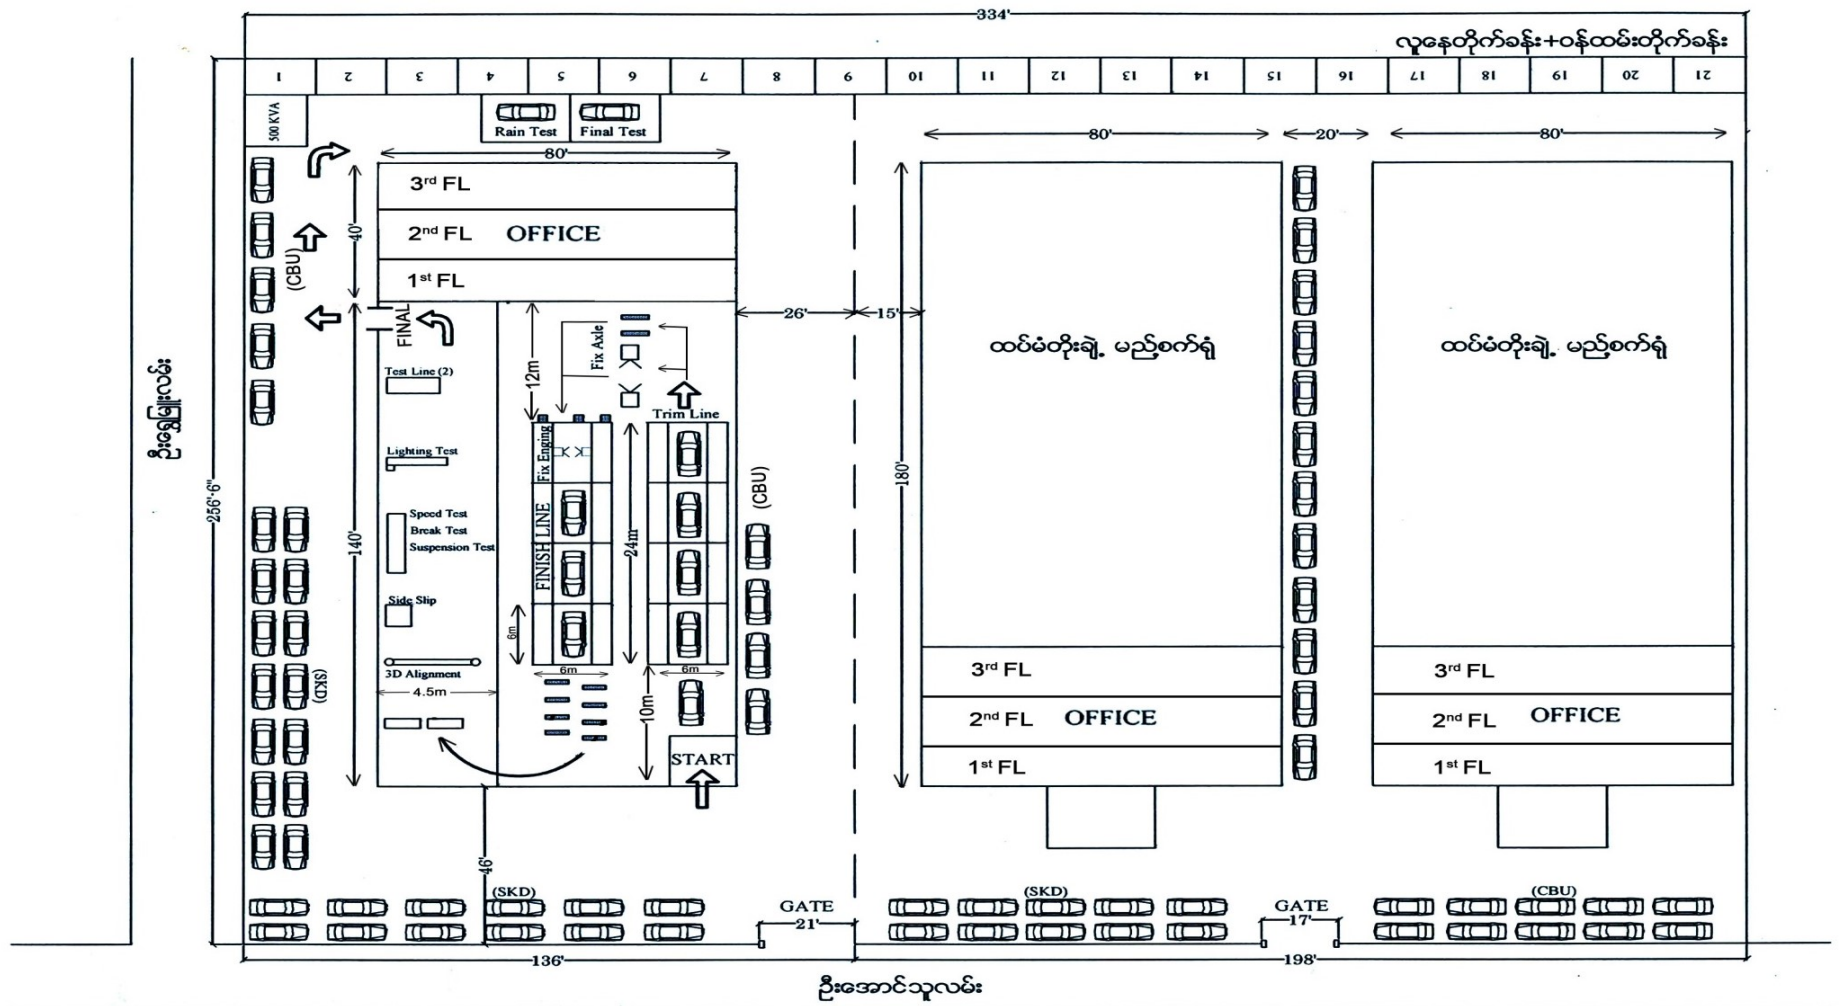 334'
လူနေတိုက်ခန်း+ဝန်ထမ်းတိုက်ခန်း
1 2 3 4 5 6 7 8 9 10 11 12 13 14 15 16 17 18 19 20 21
500 KVA
Rain Test
Final Test
80'
80'
20'
80'
3rd FL
2nd FL OFFICE
1st FL
40'
(CBU)
FINAL
26'
15'
12m
Fix Axle
Trim Line
Test Line (2)
Lighting Test
Speed Test
Break Test
Suspension Test
Side Slip
3D Alignment
4.5m
Fix Enging
FINISH LINE
24m
6m
6m
6m
10m
START
140'
256'-6"
ဦးရွှေမြူးလမ်း
(CBU)
(SKD)
180'
ထပ်မံတိုးချဲ့ မည့်စက်ရုံ
ထပ်မံတိုးချဲ့ မည့်စက်ရုံ
3rd FL
2nd FL OFFICE
1st FL
3rd FL
2nd FL OFFICE
1st FL
46'
(SKD)
GATE
21'
(SKD)
GATE
17'
(CBU)
136'
198'
ဦးအောင်သူလမ်း